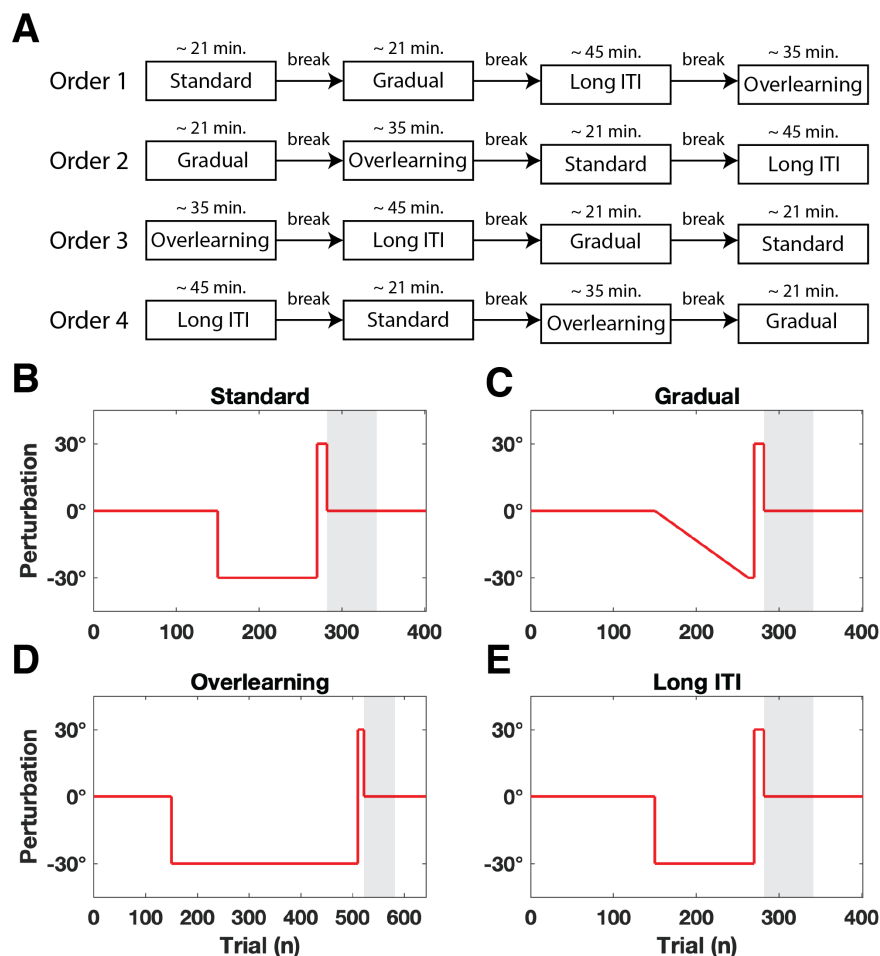 A
~ 21 min. ~ 21 min. ~ 45 min. ~ 35 min.
Order 1 Standard break Gradual break Long ITI break Overlearning
~ 21 min. ~ 35 min. ~ 21 min. ~ 45 min.
Order 2 Gradual break Overlearning break Standard break Long ITI
~ 35 min. ~ 45 min. ~ 21 min. ~ 21 min.
Order 3 Overlearning break Long ITI break Gradual break Standard
~ 45 min. ~ 21 min. ~ 35 min. ~ 21 min.
Order 4 Long ITI break Standard break Overlearning break Gradual
B
Standard
Perturbation
30°
0°
-30°
0 100 200 300 400
C
Gradual
30°
0°
-30°
0 100 200 300 400
D
Overlearning
Perturbation
30°
0°
-30°
0 100 200 300 400 500 600
Trial (n)
E
Long ITI
30°
0°
-30°
0 100 200 300 400
Trial (n)